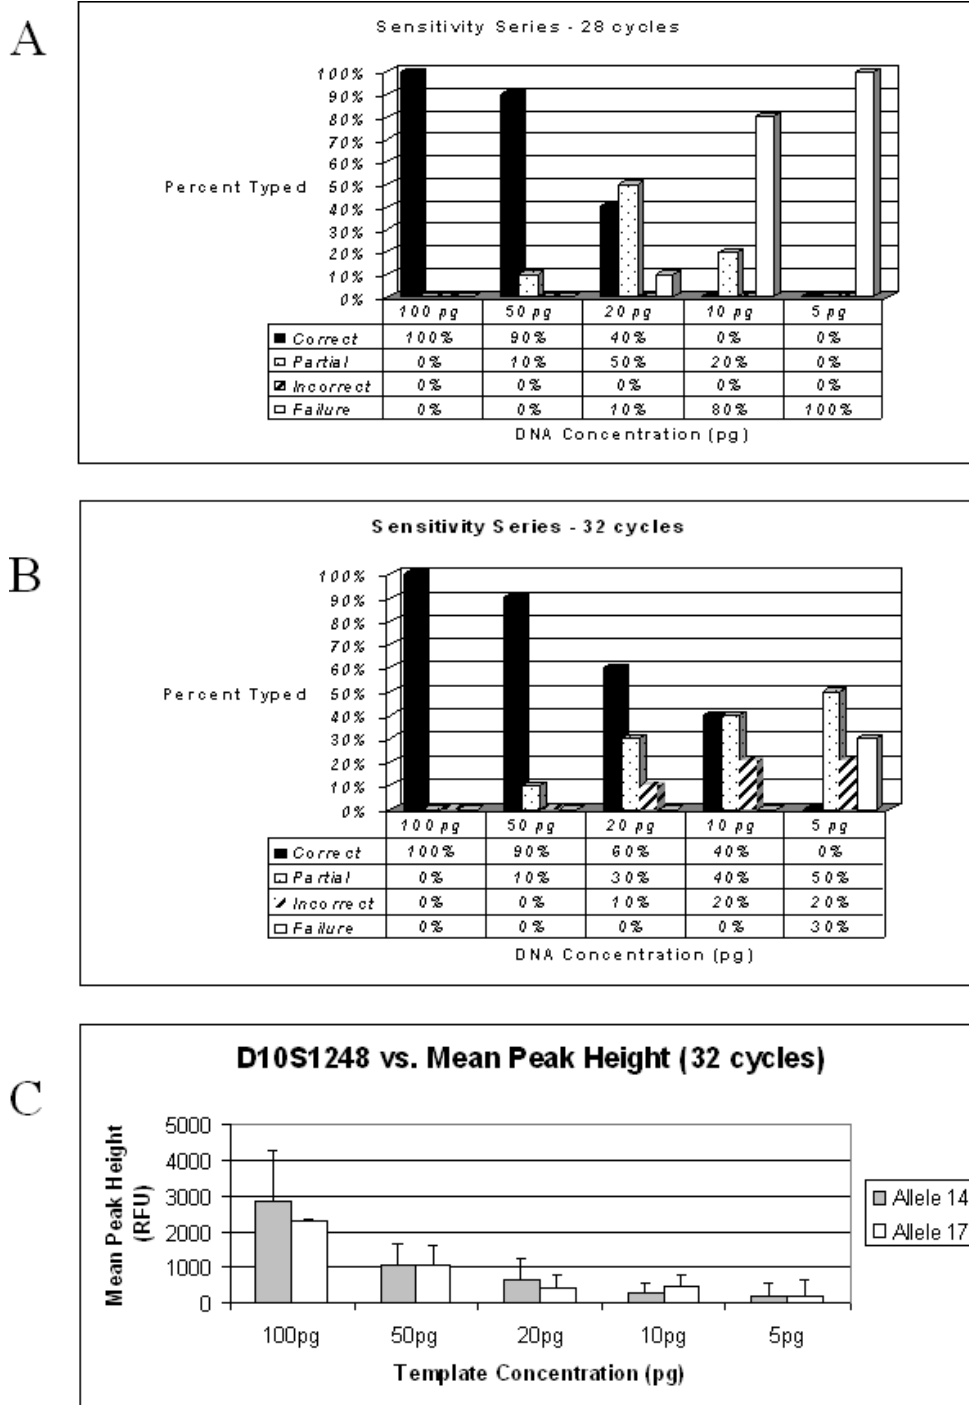 A
Sensitivity Series - 28 cycles
100%
90%
80%
70%
60%
50%
40%
30%
20%
10%
0%
Percent Typed
100 pg 50 pg 20 pg 10 pg 5 pg
Correct 100% 90% 40% 0% 0%
Partial 0% 10% 50% 20% 0%
Incorrect 0% 0% 0% 0% 0%
Failure 0% 0% 10% 80% 100%
DNA Concentration (pg)
B
Sensitivity Series - 32 cycles
100%
90%
80%
70%
60%
50%
40%
30%
20%
10%
0%
Percent Typed
100 pg 50 pg 20 pg 10 pg 5 pg
Correct 100% 90% 60% 40% 0%
Partial 0% 10% 30% 40% 50%
Incorrect 0% 0% 10% 20% 20%
Failure 0% 0% 0% 0% 30%
DNA Concentration (pg)
C
D10S1248 vs. Mean Peak Height (32 cycles)
Mean Peak Height
(RFU)
5000
4000
3000
2000
1000
0
100pg 50pg 20pg 10pg 5pg
Template Concentration (pg)
Allele 14
Allele 17